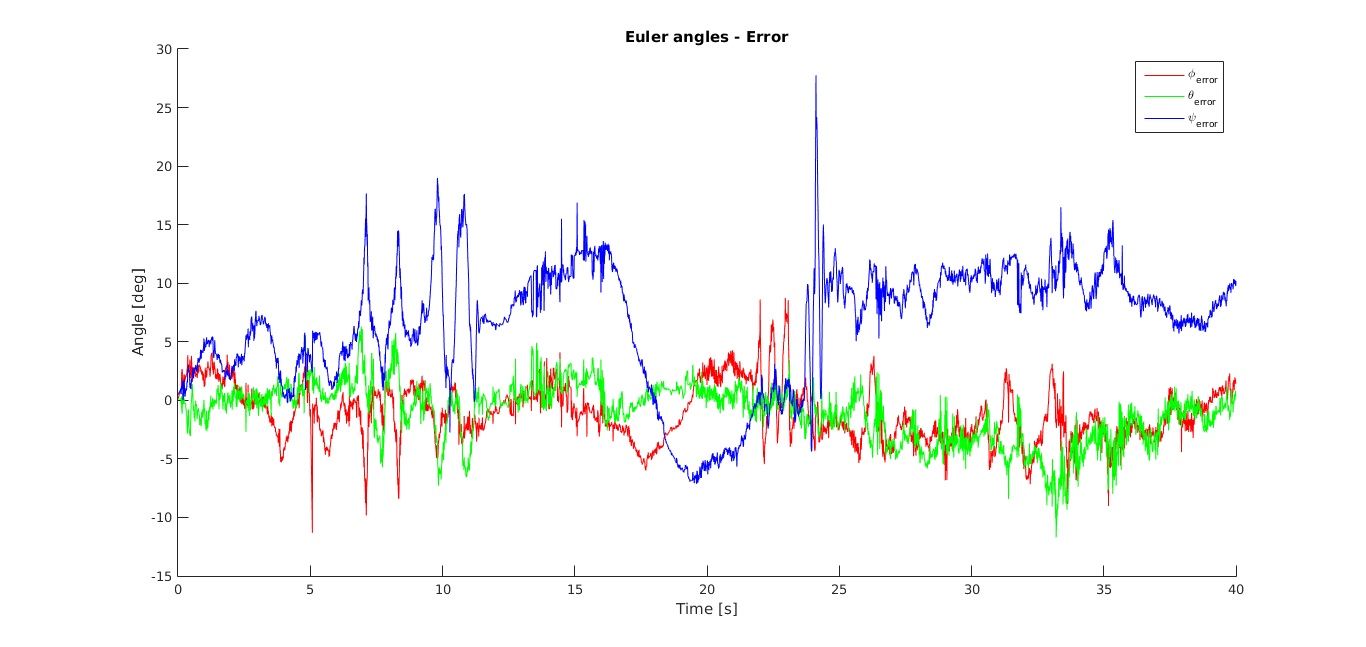 Euler angles - Error
30
25
20
15
10
5
0
-5
-10
-15
Angle [deg]
0 5 10 15 20 25 30 35 40
Time [s]
ϕerror
θerror
ψerror